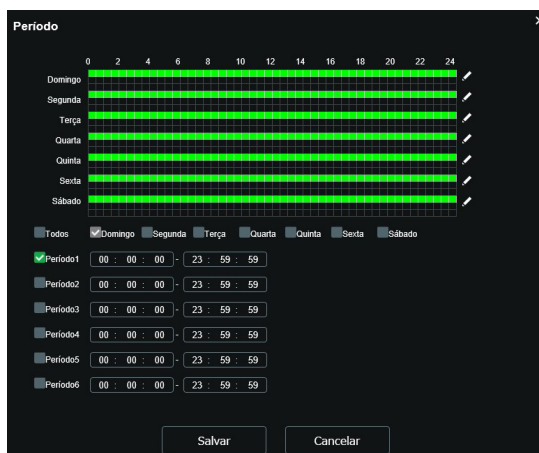 Período
0 2 4 6 8 10 12 14 16 18 20 22 24
Domingo
Segunda
Terça
Quarta
Quinta
Sexta
Sábado
Todos Domingo Segunda Terça Quarta Quinta Sexta Sábado
Período1 00 : 00 : 00 - 23 : 59 : 59
Período2 00 : 00 : 00 - 23 : 59 : 59
Período3 00 : 00 : 00 - 23 : 59 : 59
Período4 00 : 00 : 00 - 23 : 59 : 59
Período5 00 : 00 : 00 - 23 : 59 : 59
Período6 00 : 00 : 00 - 23 : 59 : 59
Salvar Cancelar